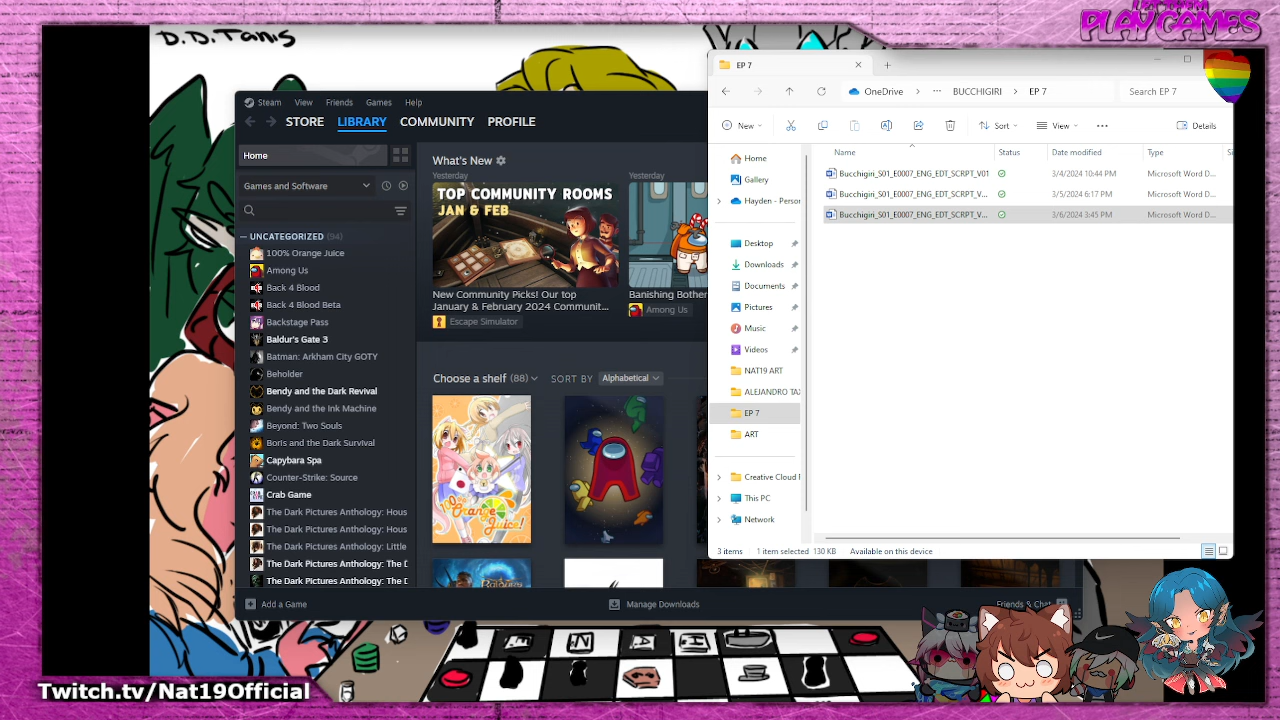 PLAY GAMES
D.D.Tanis
Steam View Friends Games Help
STORE LIBRARY COMMUNITY PROFILE
Home
Games and Software
UNCATEGORIZED (94)
100% Orange Juice
Among Us
Back 4 Blood
Back 4 Blood Beta
Backstage Pass
Baldur's Gate 3
Batman: Arkham City GOTY
Beholder
Bendy and the Dark Revival
Bendy and the Ink Machine
Beyond: Two Souls
Boris and the Dark Survival
Capybara Spa
Counter-Strike: Source
Crab Game
The Dark Pictures Anthology: Hous
The Dark Pictures Anthology: Hous
The Dark Pictures Anthology: Little
The Dark Pictures Anthology: The D
The Dark Pictures Anthology: The D
What's New
Yesterday
TOP COMMUNITY ROOMS
JAN & FEB
New Community Picks! Our top
January & February 2024 Communit...
Escape Simulator
Yesterday
Banishing Bother
Among Us
Choose a shelf (88) SORT BY Alphabetical
100% Orange Juice!
Add a Game
Manage Downloads
Friends & Chat
EP 7
OneDrive > ... BUCCHIGIRI > EP 7
Search EP 7
New Sort View ... Details
Home
Gallery
Hayden - Persor
Desktop
Downloads
Documents
Pictures
Music
Videos
NAT19 ART
ALEJANDRO TAX
EP 7
ART
Creative Cloud F
This PC
Network
Name Status Date modified Type Si
Bucchigiri_S01_E0007_ENG_EDT_SCRPT_V01 3/4/2024 10:44 PM Microsoft Word D...
Bucchigiri_S01_E0007_ENG_EDT_SCRIPT_V... 3/5/2024 6:17 PM Microsoft Word D...
Bucchigiri_S01_E0007_ENG_EDT_SCRIPT_V... 3/6/2024 3:45 PM Microsoft Word D...
3 items 1 item selected 130 KB Available on this device
Twitch.tv/Nat19Official